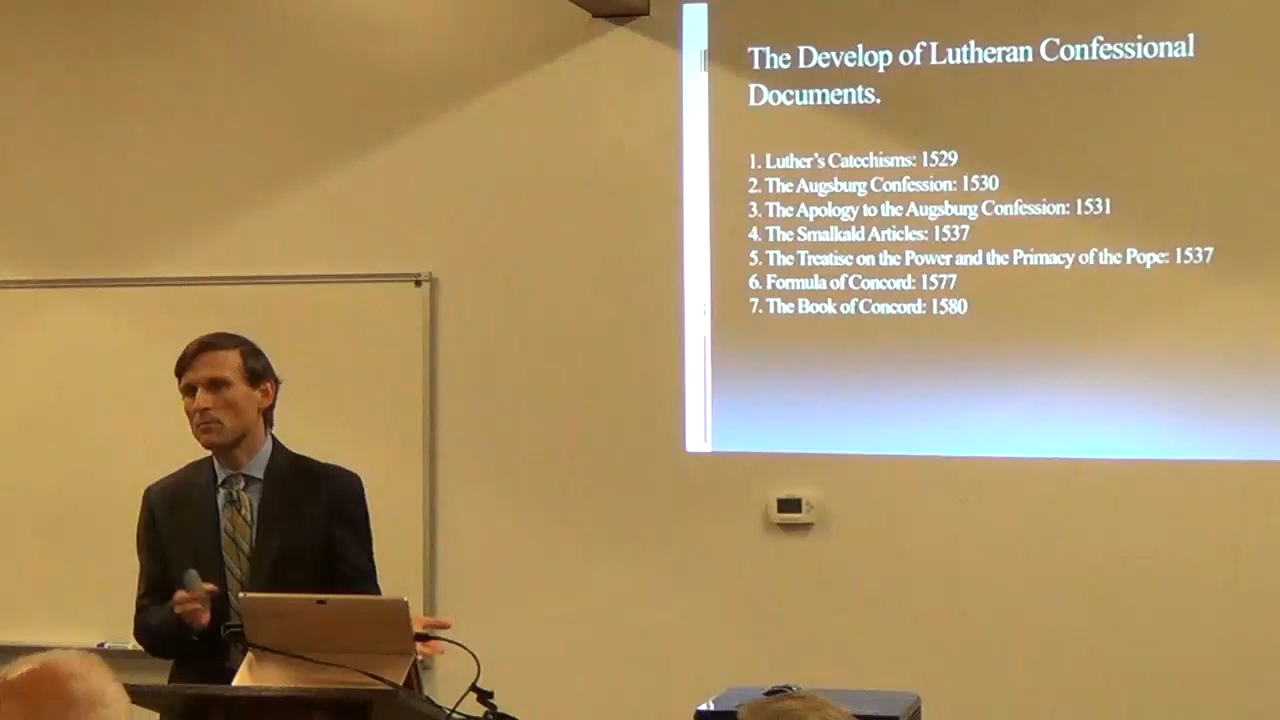 The Develop of Lutheran Confessional
Documents.
1. Luther's Catechisms: 1529
2. The Augsburg Confession: 1530
3. The Apology to the Augsburg Confession: 1531
4. The Smalkald Articles: 1537
5. The Treatise on the Power and the Primacy of the Pope: 1537
6. Formula of Concord: 1577
7. The Book of Concord: 1580